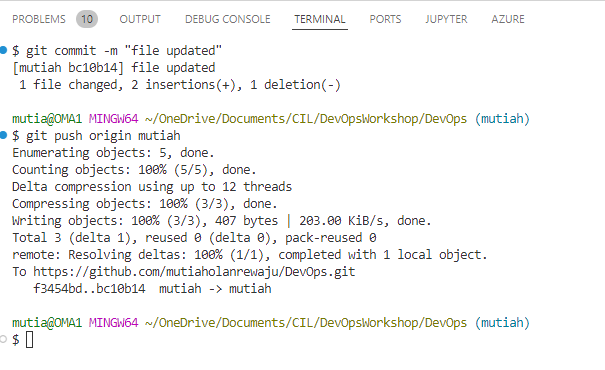 PROBLEMS 10 OUTPUT DEBUG CONSOLE TERMINAL PORTS JUPYTER AZURE
$ git commit -m "file updated"
[mutiah bc10b14] file updated
1 file changed, 2 insertions(+), 1 deletion(-)
mutia@OMA1 MINGW64 ~/OneDrive/Documents/CIL/DevOpsWorkshop/DevOps (mutiah)
$ git push origin mutiah
Enumerating objects: 5, done.
Counting objects: 100% (5/5), done.
Delta compression using up to 12 threads
Compressing objects: 100% (3/3), done.
Writing objects: 100% (3/3), 407 bytes | 203.00 KiB/s, done.
Total 3 (delta 1), reused 0 (delta 0), pack-reused 0
remote: Resolving deltas: 100% (1/1), completed with 1 local object.
To https://github.com/mutiaholanrewaju/DevOps.git
f3454bd..bc10b14 mutiah -> mutiah
mutia@OMA1 MINGW64 ~/OneDrive/Documents/CIL/DevOpsWorkshop/DevOps (mutiah)
$